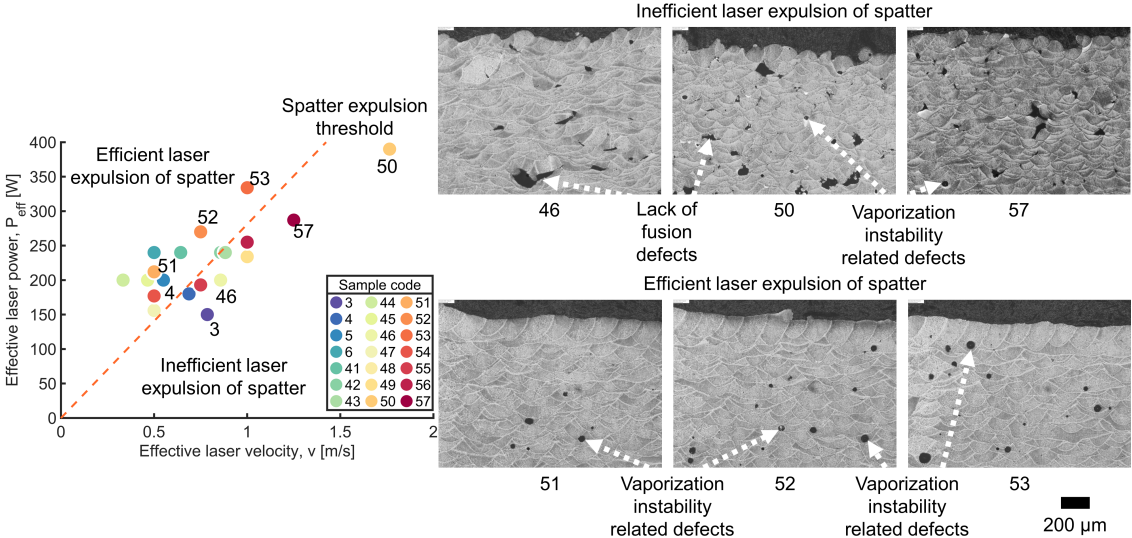 Inefficient laser expulsion of spatter
Spatter expulsion
threshold
Efficient laser
expulsion of spatter
Inefficient laser
expulsion of spatter
Effective laser power, P_eff [W]
400
350
300
250
200
150
100
50
0
0
0.5
1
1.5
2
Effective laser velocity, v [m/s]
50
53
52
57
51
4
46
3
Sample code
3 44 51
4 45 52
5 46 53
6 47 54
41 48 55
42 49 56
43 50 57
46
50
57
Lack of
fusion
defects
Vaporization
instability
related defects
Efficient laser expulsion of spatter
51
Vaporization
instability
related defects
52
Vaporization
instability
related defects
53
200 μm